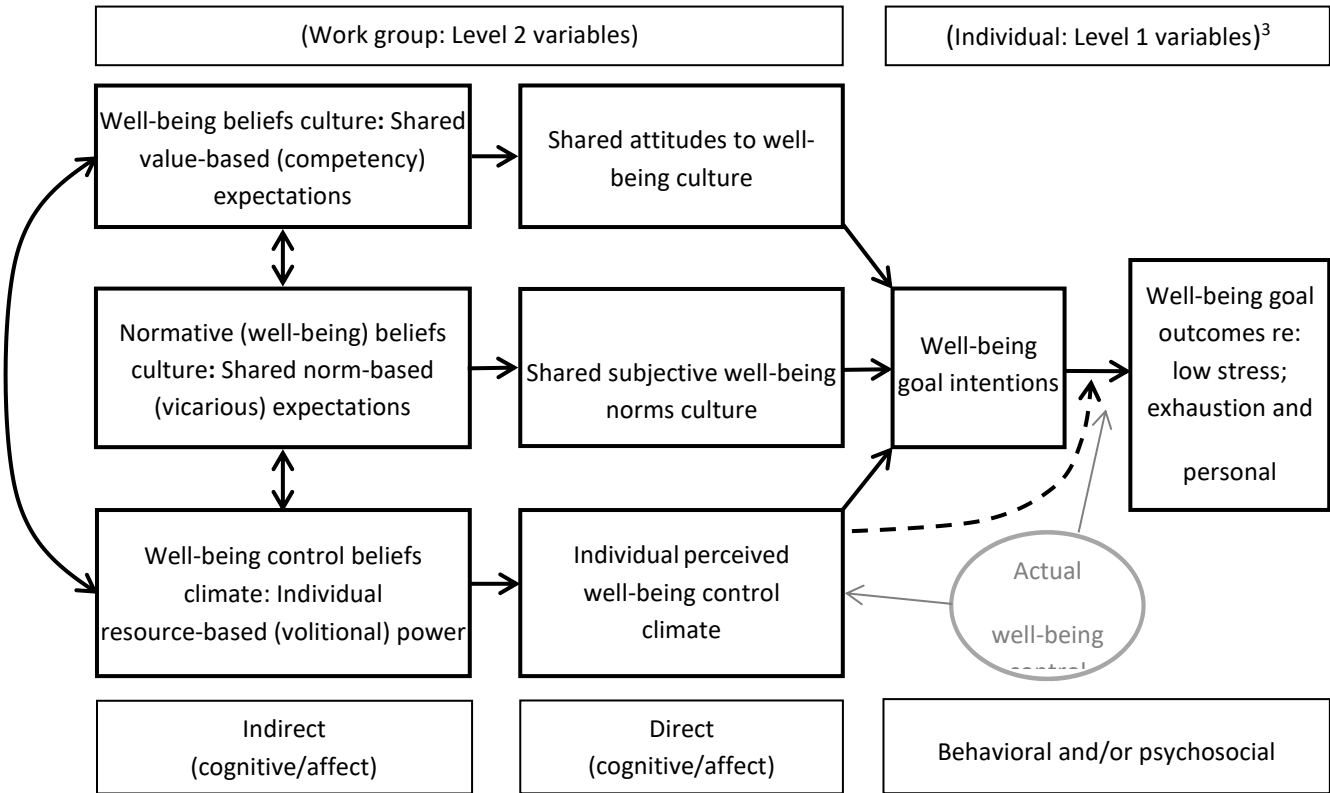 (Work group: Level 2 variables)
(Individual: Level 1 variables)³
Well-being beliefs culture: Shared
value-based (competency)
expectations
Shared attitudes to well-
being culture
Normative (well-being) beliefs
culture: Shared norm-based
(vicarious) expectations
Shared subjective well-being
norms culture
Well-being
goal intentions
Well-being goal
outcomes re:
low stress;
exhaustion and
personal
Well-being control beliefs
climate: Individual
resource-based (volitional) power
Individual perceived
well-being control
climate
Actual
well-being
control
Indirect
(cognitive/affect)
Direct
(cognitive/affect)
Behavioral and/or psychosocial